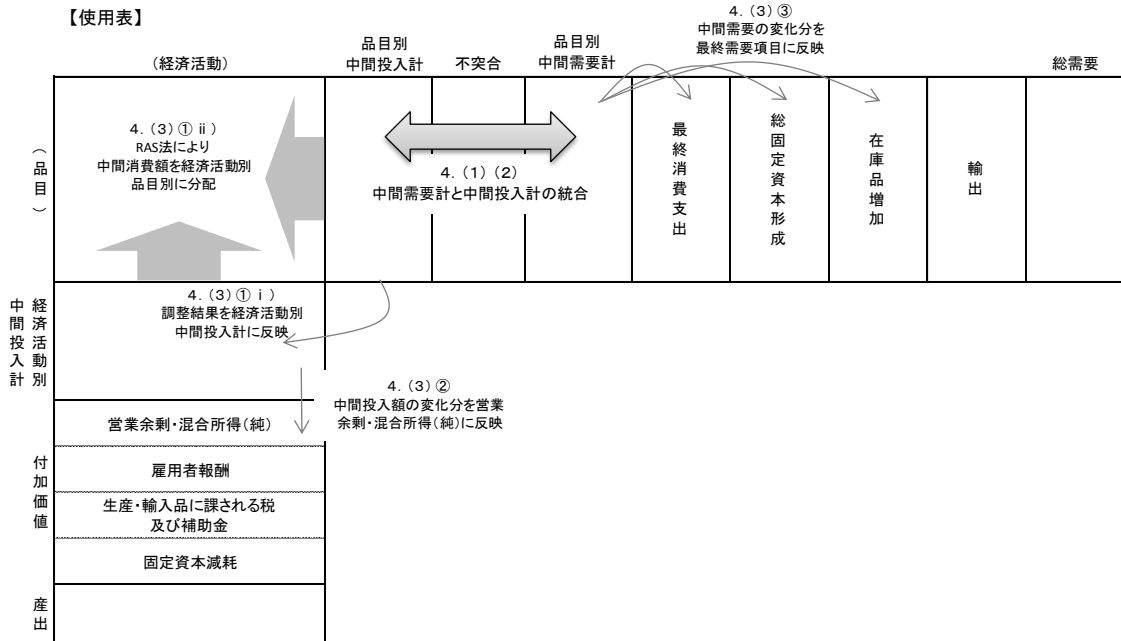 【使用表】
4. (3) ③
中間需要の変化分を
最終需要項目に反映
(経済活動)
品目別
中間投入計
不突合
品目別
中間需要計
総需要
(品目)
4. (3) ① ⅱ)
RAS法により
中間消費額を経済活動別
品目別に分配
4. (1) (2)
中間需要計と中間投入計の統合
最終消費支出
総固定資本形成
在庫品増加
輸出
経済活動別
中間投入計
4. (3) ① ⅰ)
調整結果を経済活動別
中間投入計に反映
4. (3) ②
中間投入額の変化分を営業
余剰・混合所得(純)に反映
付加価値
営業余剰・混合所得(純)
雇用者報酬
生産・輸入品に課される税
及び補助金
固定資本減耗
産出